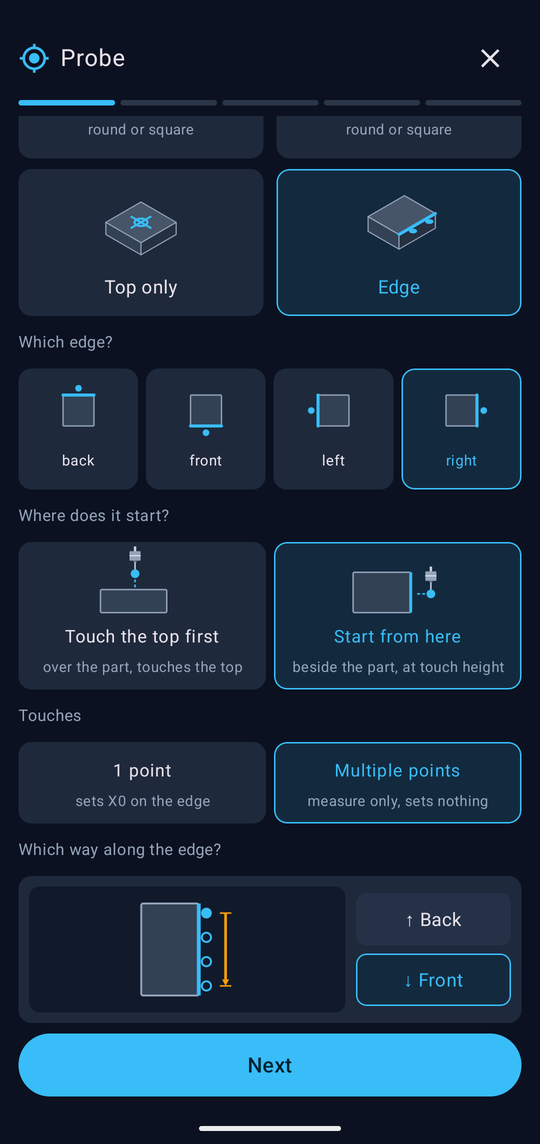 Probe
round or square
round or square
Top only
Edge
Which edge?
back
front
left
right
Where does it start?
Touch the top first
over the part, touches the top
Start from here
beside the part, at touch height
Touches
1 point
sets X0 on the edge
Multiple points
measure only, sets nothing
Which way along the edge?
↑ Back
↓ Front
Next